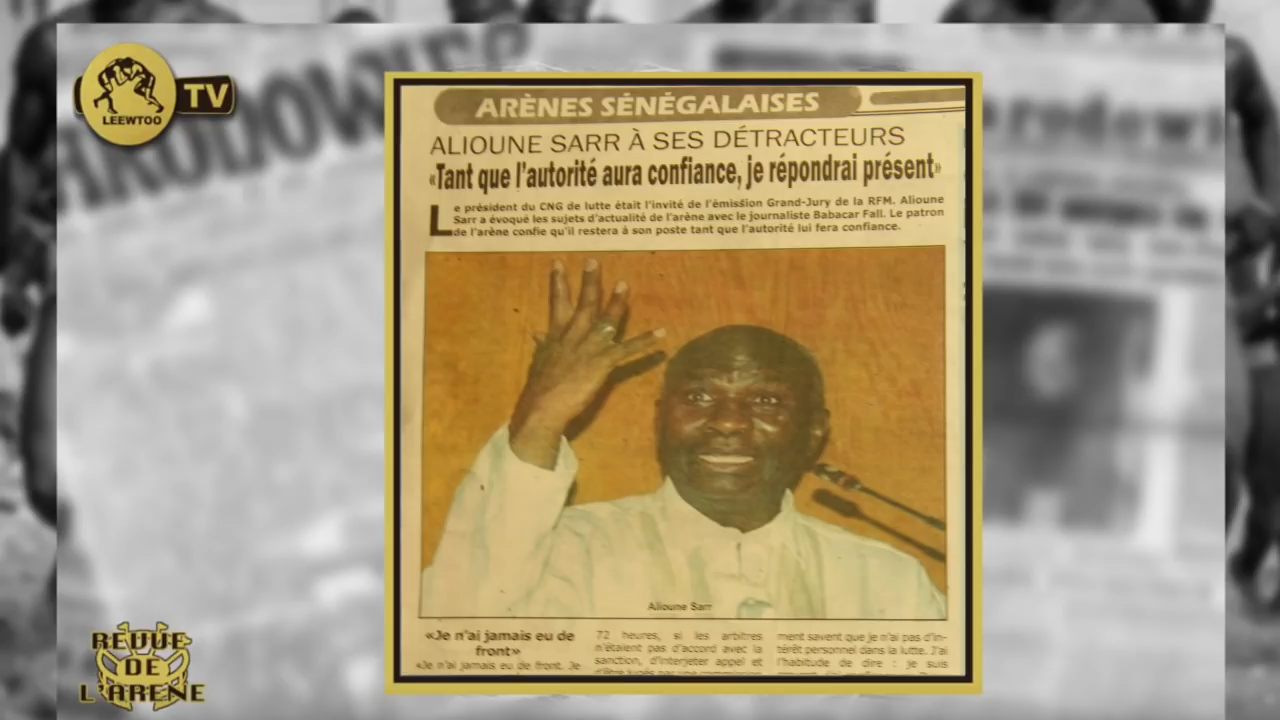 LEEWTOO
TV
ARÈNES SÉNÉGALAISES
ALIOUNE SARR À SES DÉTRACTEURS
«Tant que l'autorité aura confiance, je répondrai présent»
Le président du CNG de lutte était l'invité de l'émission Grand-Jury de la RFM. Alioune
Sarr a évoqué les sujets d'actualité de l'arène avec le journaliste Babacar Fall. Le patron
de l'arène confie qu'il restera à son poste tant que l'autorité lui fera confiance.
Alioune Sarr
«Je n'ai jamais eu de
front»
«Je n'ai jamais eu de front. Je
72 heures, si les arbitres
n'étaient pas d'accord avec la
sanction, d'interjeter appel et
ment savent que je n'ai pas d'in-
térêt personnel dans la lutte. J'ai
l'habitude de dire : je suis
REVUE
DE
L'ARÈNE